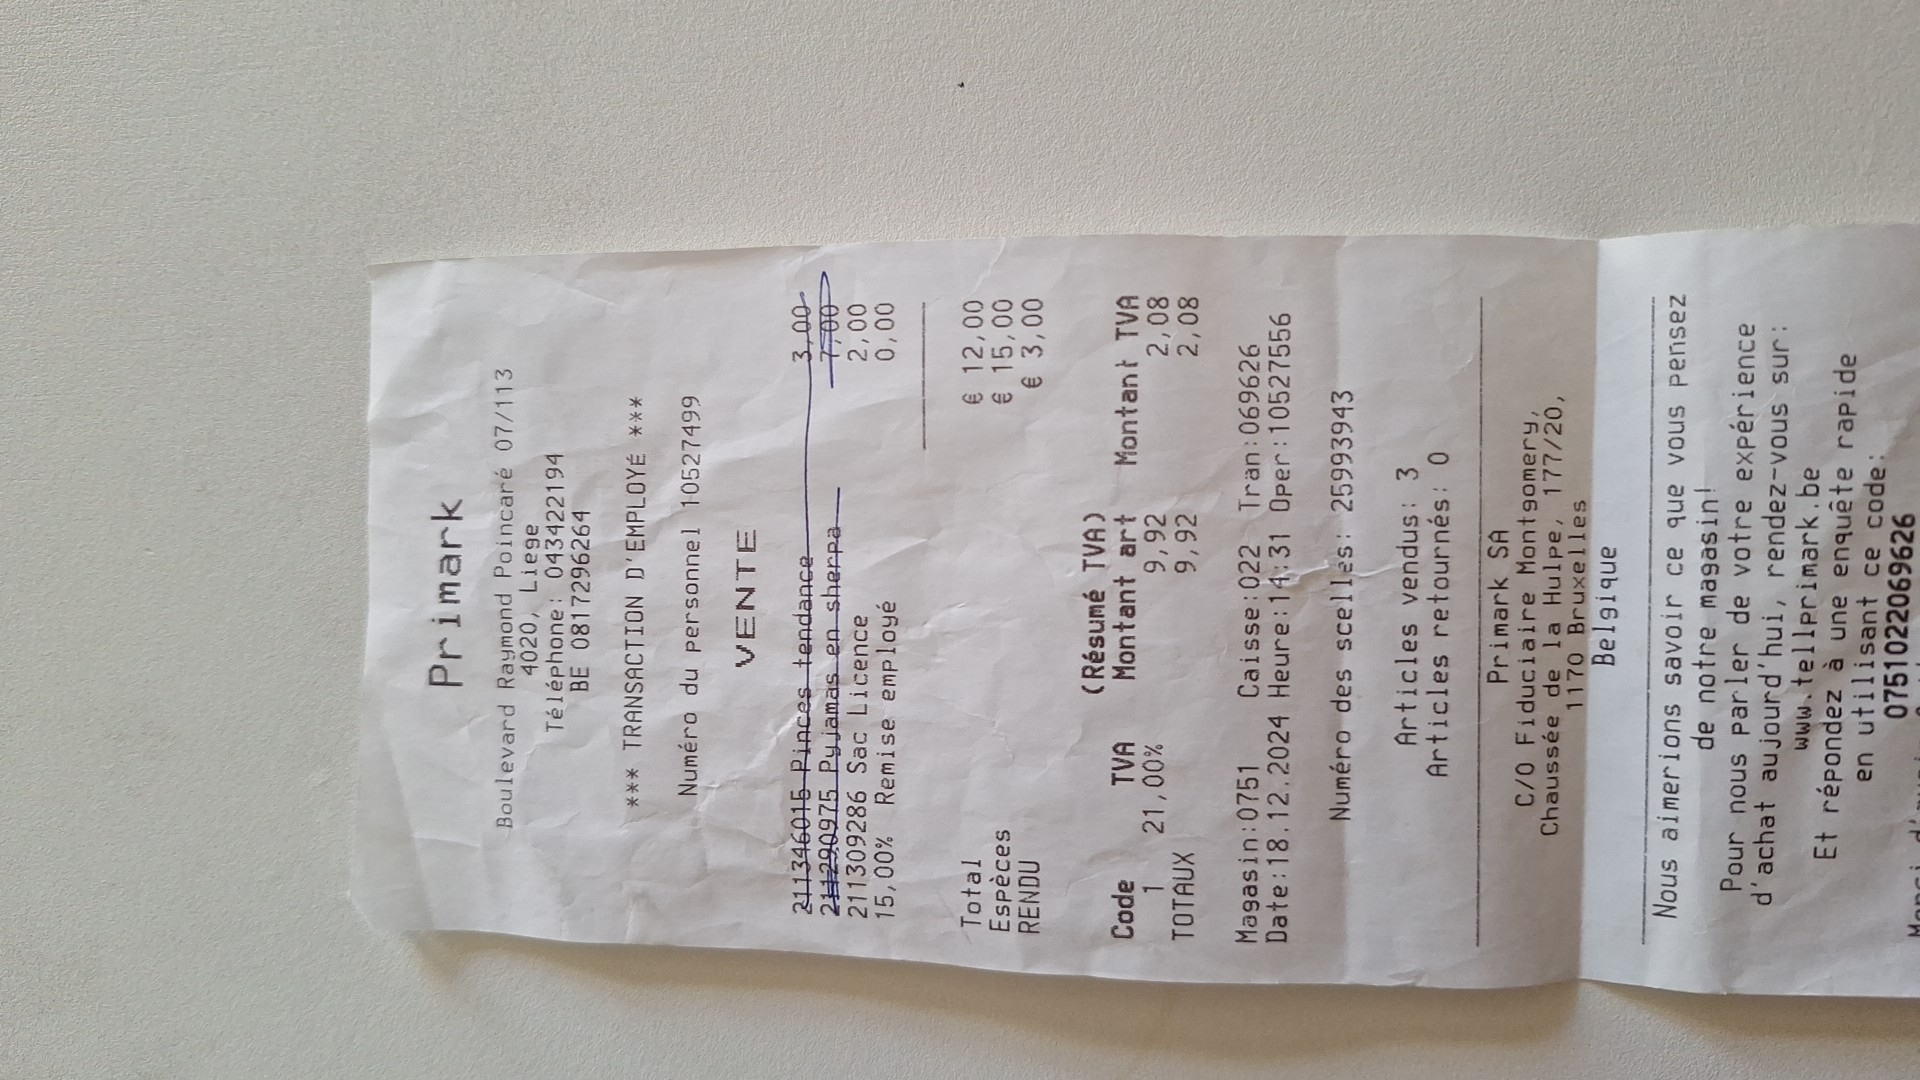 Primark
Boulevard Raymond Poincaré 07/113
4020, Liege
Téléphone: 043422194
BE 0817296264
*** TRANSACTION D'EMPLOYÉ ***
Numéro du personnel 10527499
VENTE
211346015 Pinces tendance 3,00
211290975 Pyjamas en sherpa 7,00
211309286 Sac Licence 2,00
15,00% Remise employé 0,00
Total € 12,00
Espèces € 15,00
RENDU € 3,00
(Résumé TVA)
Code TVA Montant art Montant TVA
1 21,00% 9,92 2,08
TOTAUX 9,92 2,08
Magasin:0751 Caisse:022 Tran:069626
Date:18.12.2024 Heure:14:31 Oper:10527556
Numéro des scellés: 25993943
Articles vendus: 3
Articles retournés: 0
Primark SA
C/O Fiduciaire Montgomery,
Chaussée de la Hulpe, 177/20,
1170 Bruxelles
Belgique
Nous aimerions savoir ce que vous pensez
de notre magasin!
Pour nous parler de votre expérience
d'achat aujourd'hui, rendez-vous sur:
www.tellprimark.be
Et répondez à une enquête rapide
en utilisant ce code:
075102206926